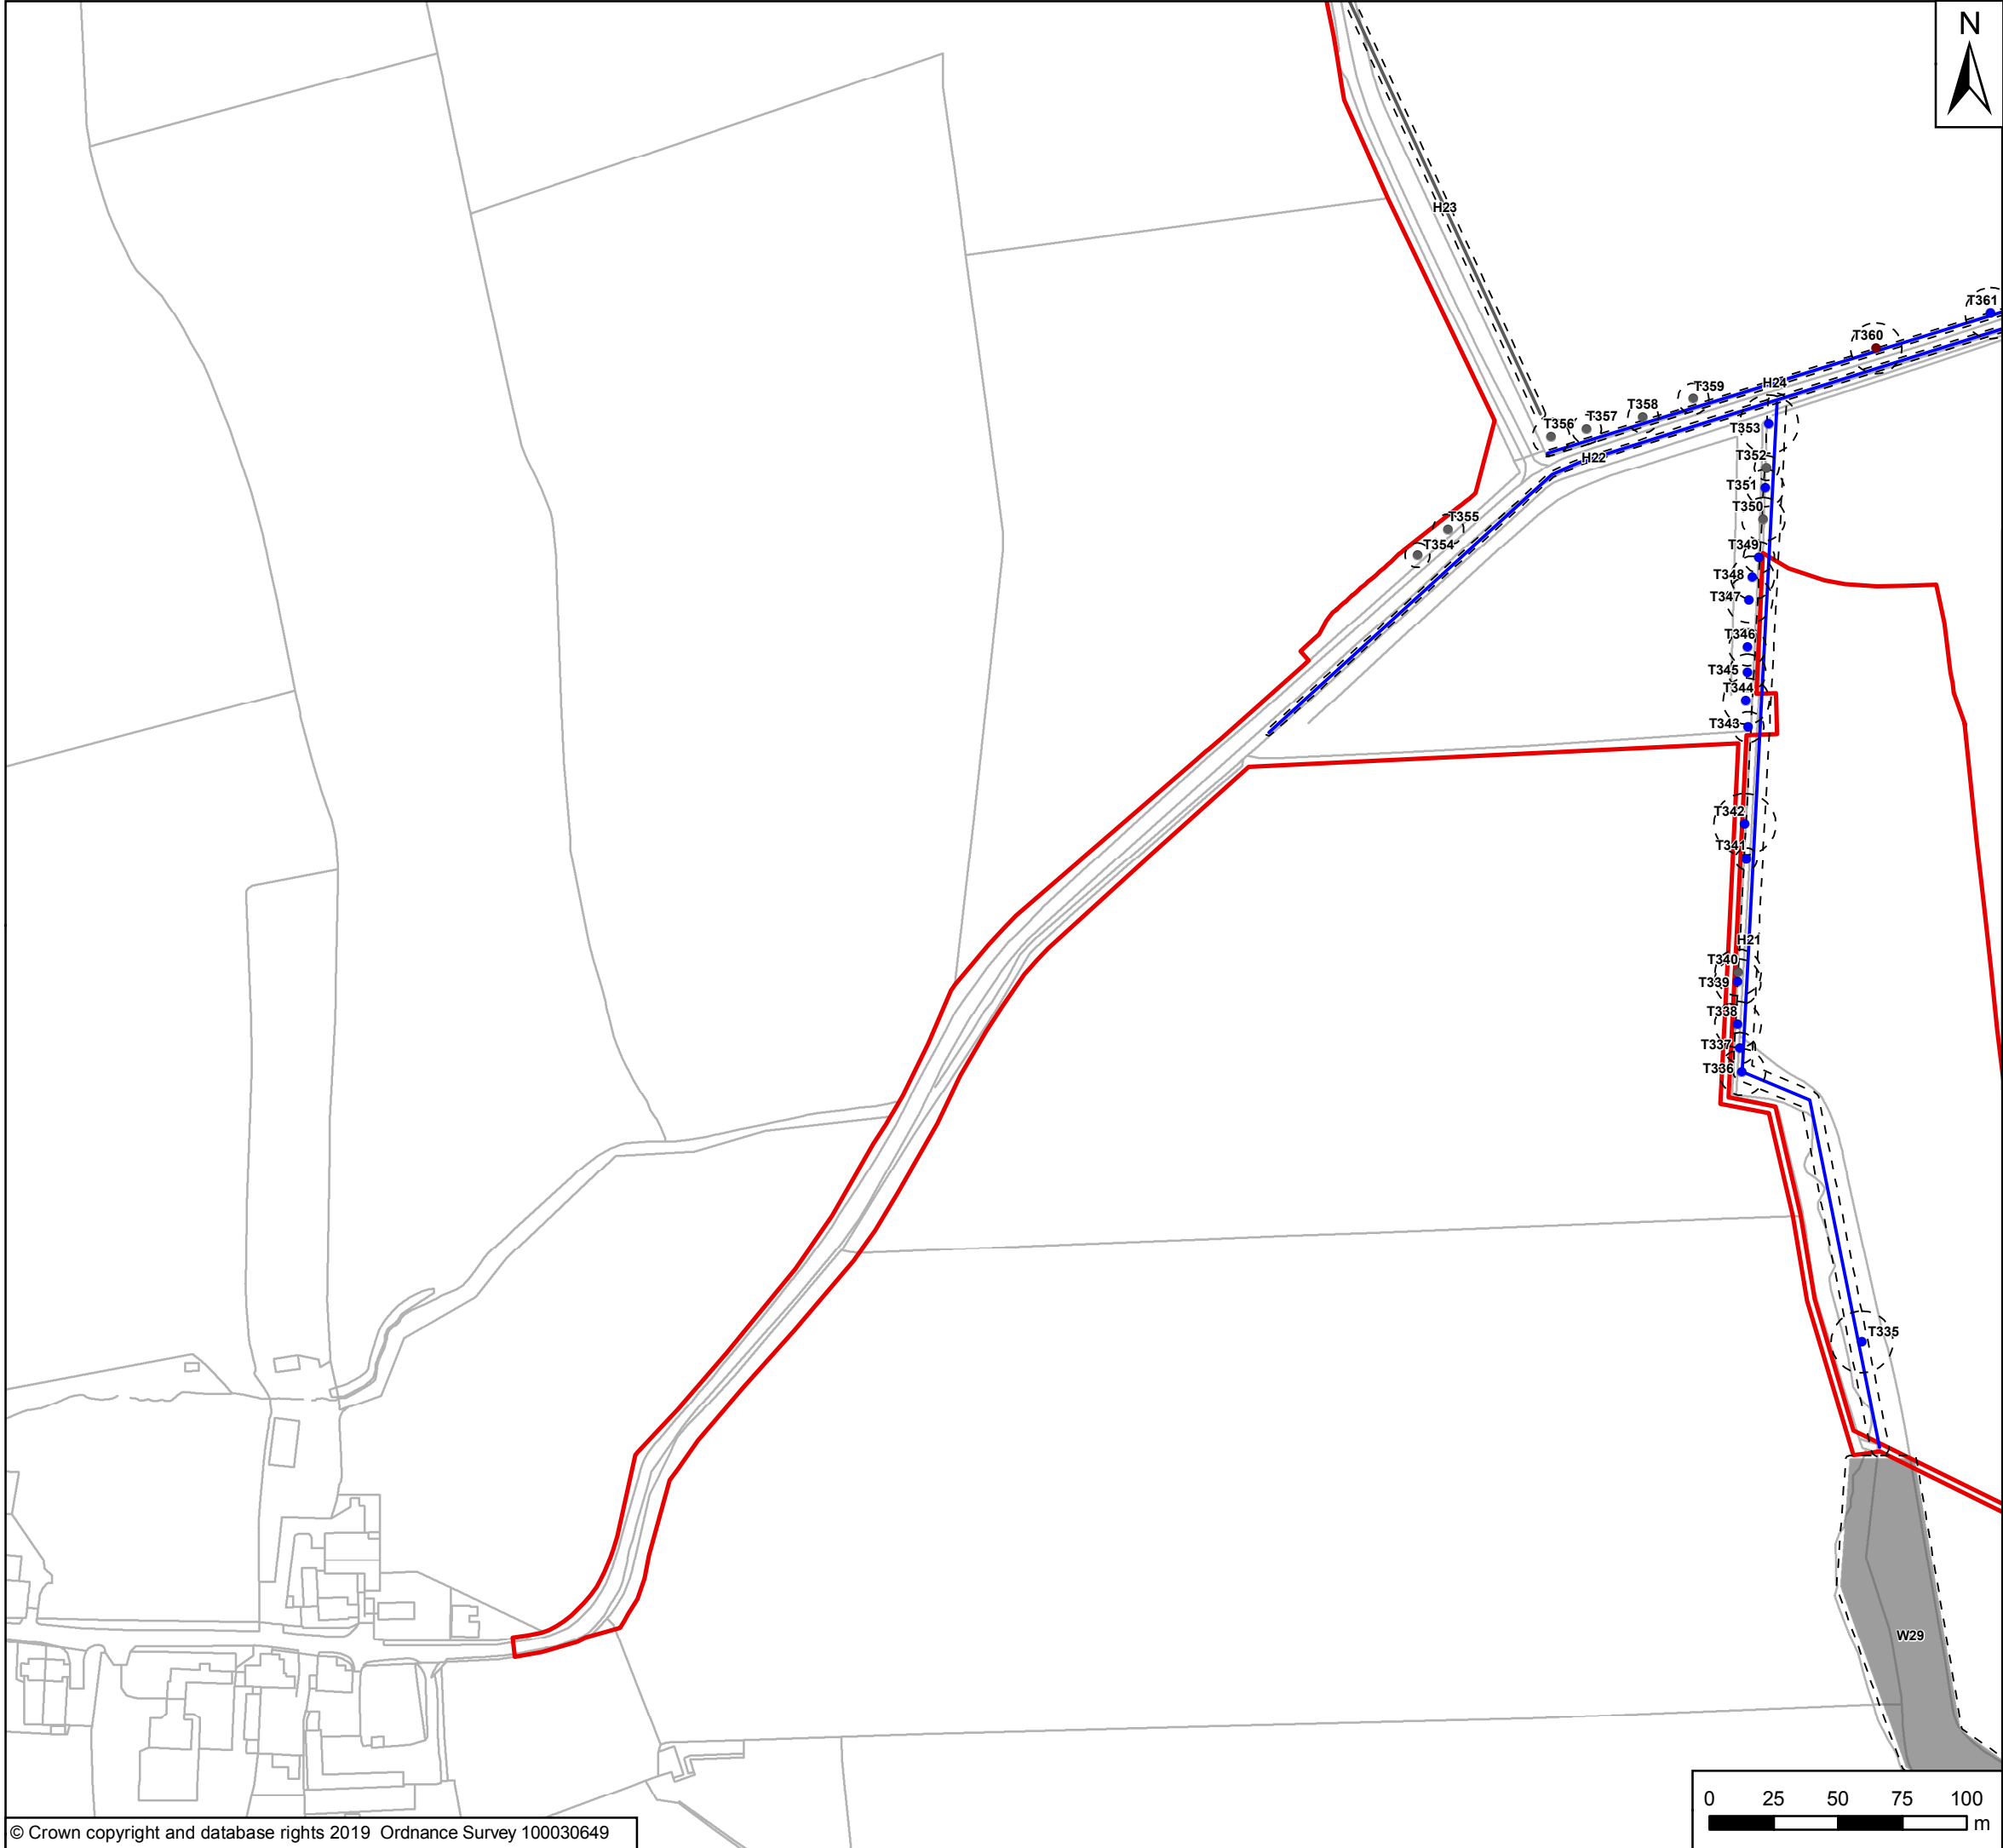 N
H23
T361
T360
H24
T359
T358
T357
T356
T353
H22
T352
T351
T350
T355
T354
T349
T348
T347
T346
T345
T344
T343
T342
T341
H21
T340
T339
T338
T337
T336
T335
W29
0 25 50 75 100
m
© Crown copyright and database rights 2019 Ordnance Survey 100030649